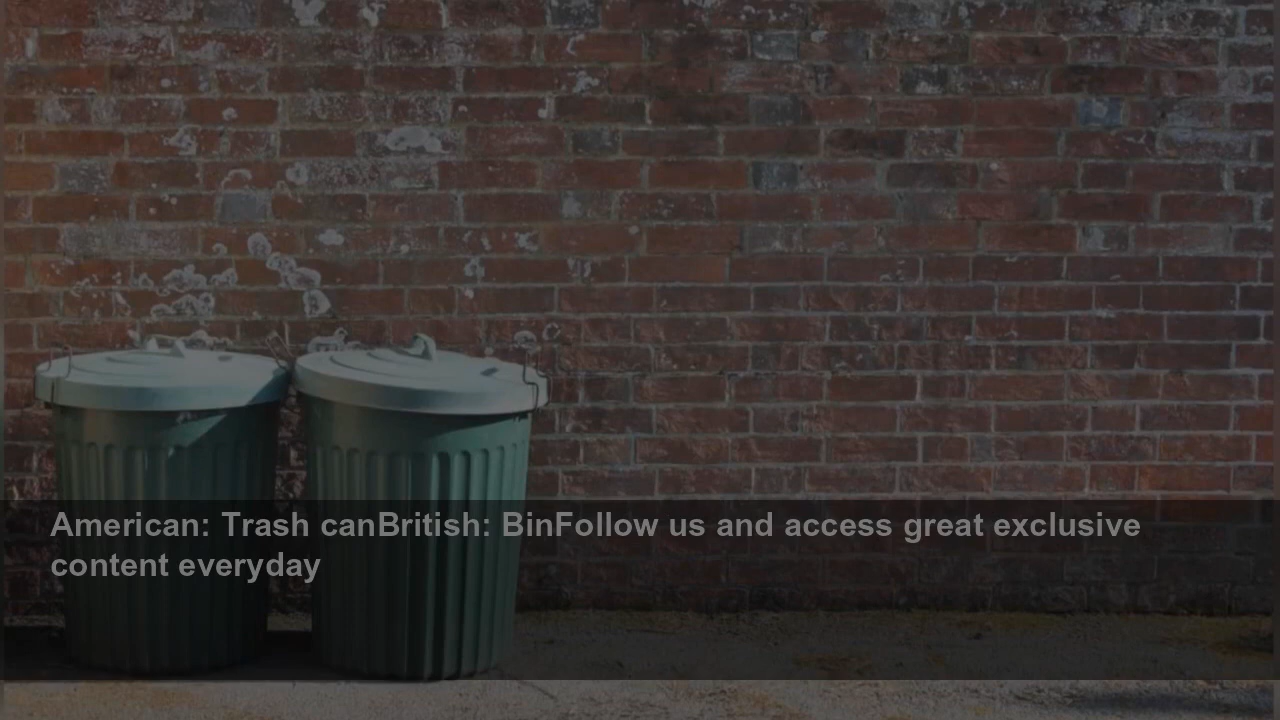 American: Trash canBritish: BinFollow us and access great exclusive
content everyday